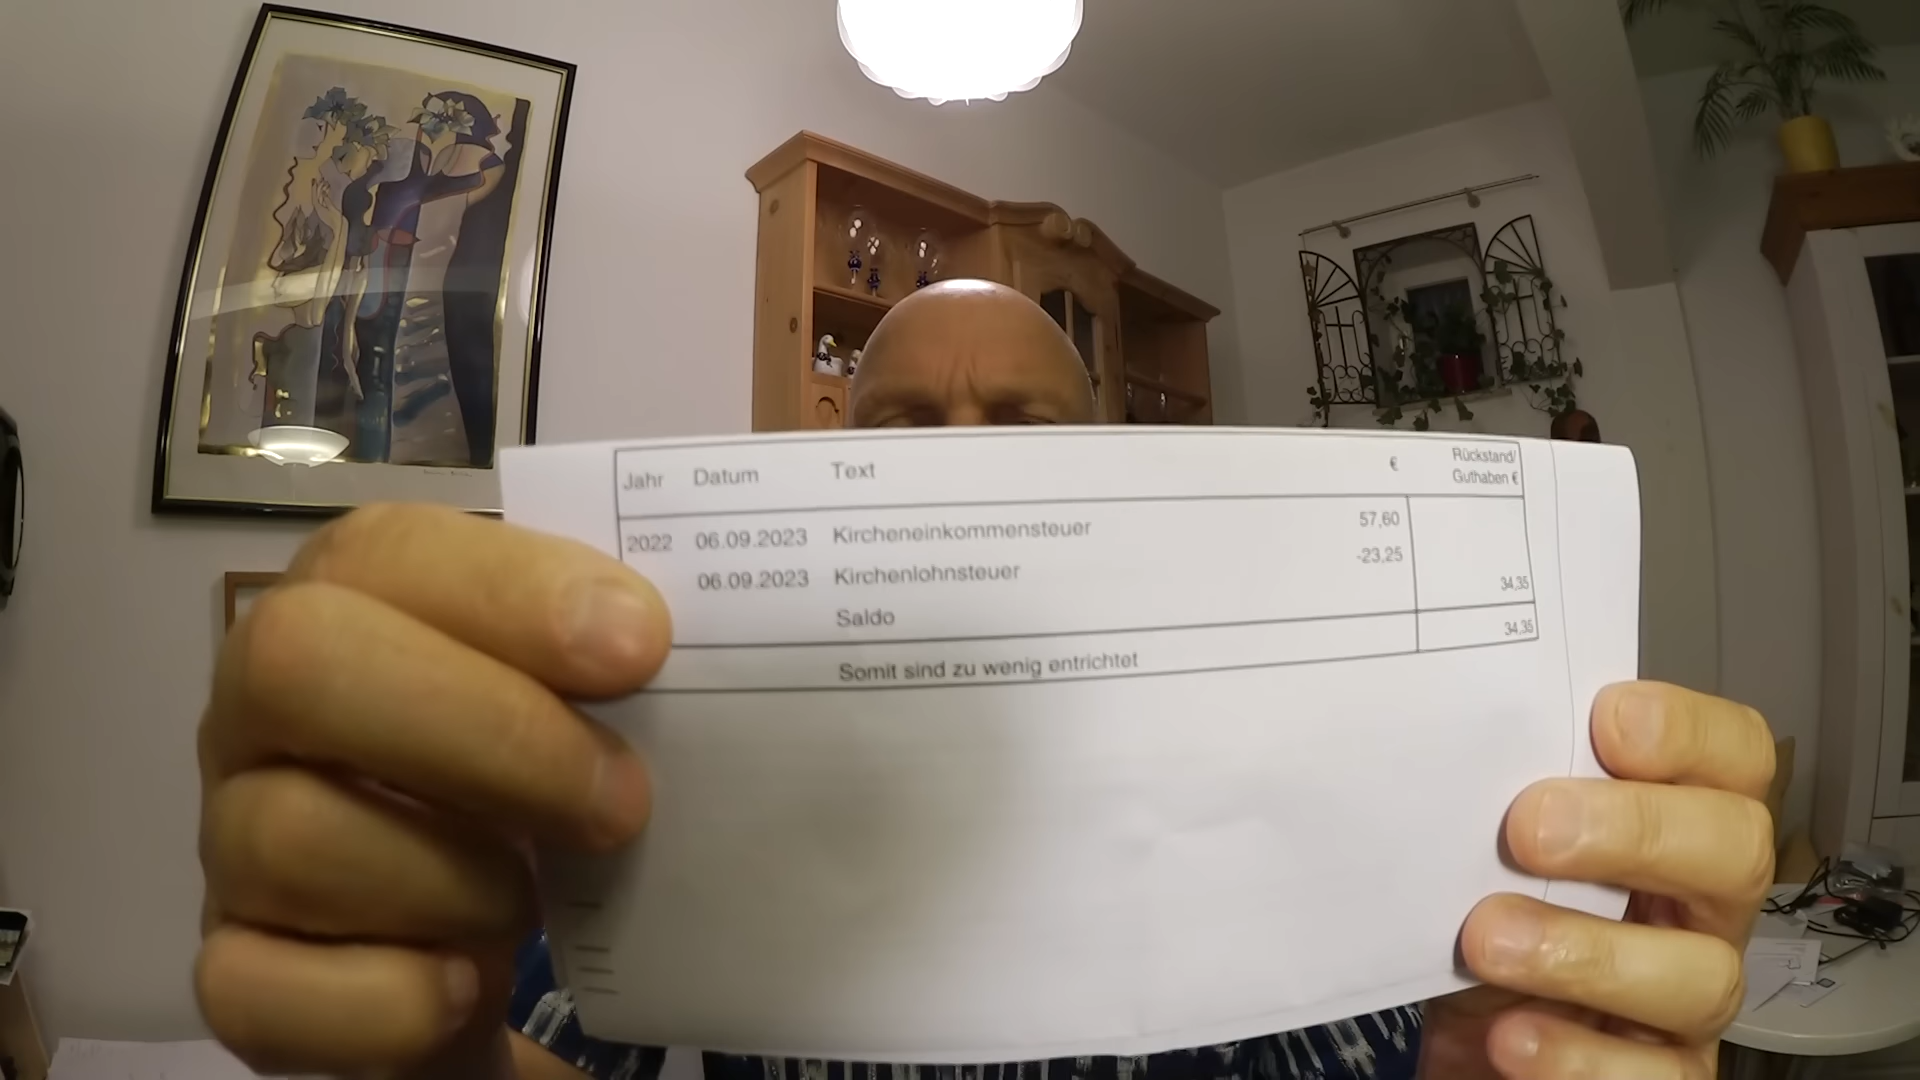 Jahr Datum Text € Rückstand/
Guthaben €
2022 06.09.2023 Kircheneinkommensteuer 57,60
06.09.2023 Kirchenlohnsteuer -23,25
Saldo 34,35
Somit sind zu wenig entrichtet 34,35